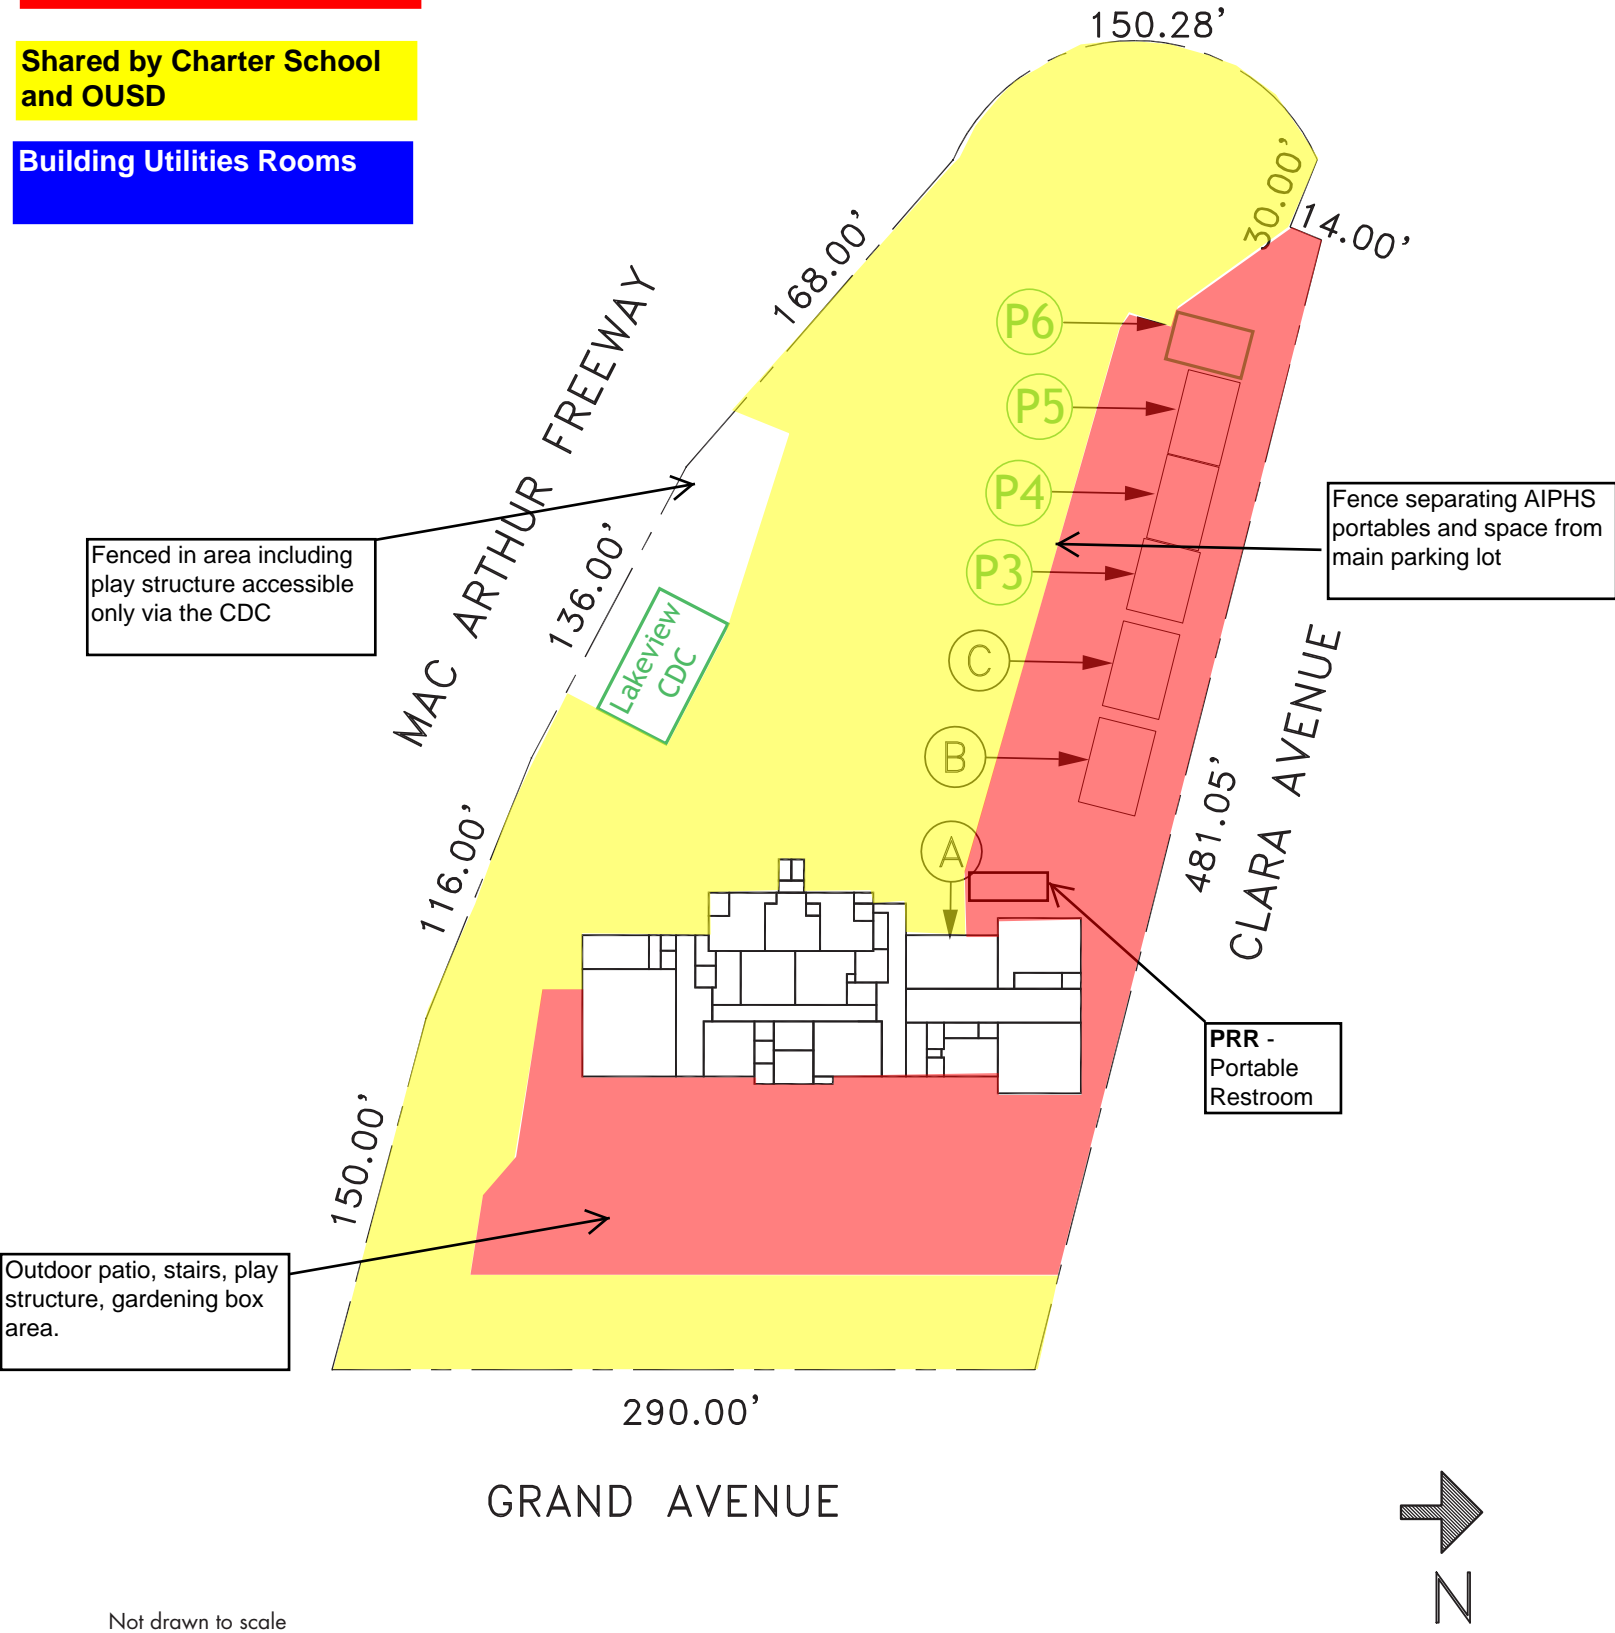 150.28’
Shared by Charter School
and OUSD
Building Utilities Rooms
30.00’
14.00’
168.00’
MAC ARTHUR FREEWAY
P6
P5
P4
Fence separating AIPHS
portables and space from
main parking lot
Fenced in area including
play structure accessible
only via the CDC
136.00’
P3
Lakeview
CDC
C
B
A
CLARA AVENUE
481.05’
116.00’
PRR -
Portable
Restroom
150.00’
Outdoor patio, stairs, play
structure, gardening box
area.
290.00’
GRAND AVENUE
N
Not drawn to scale